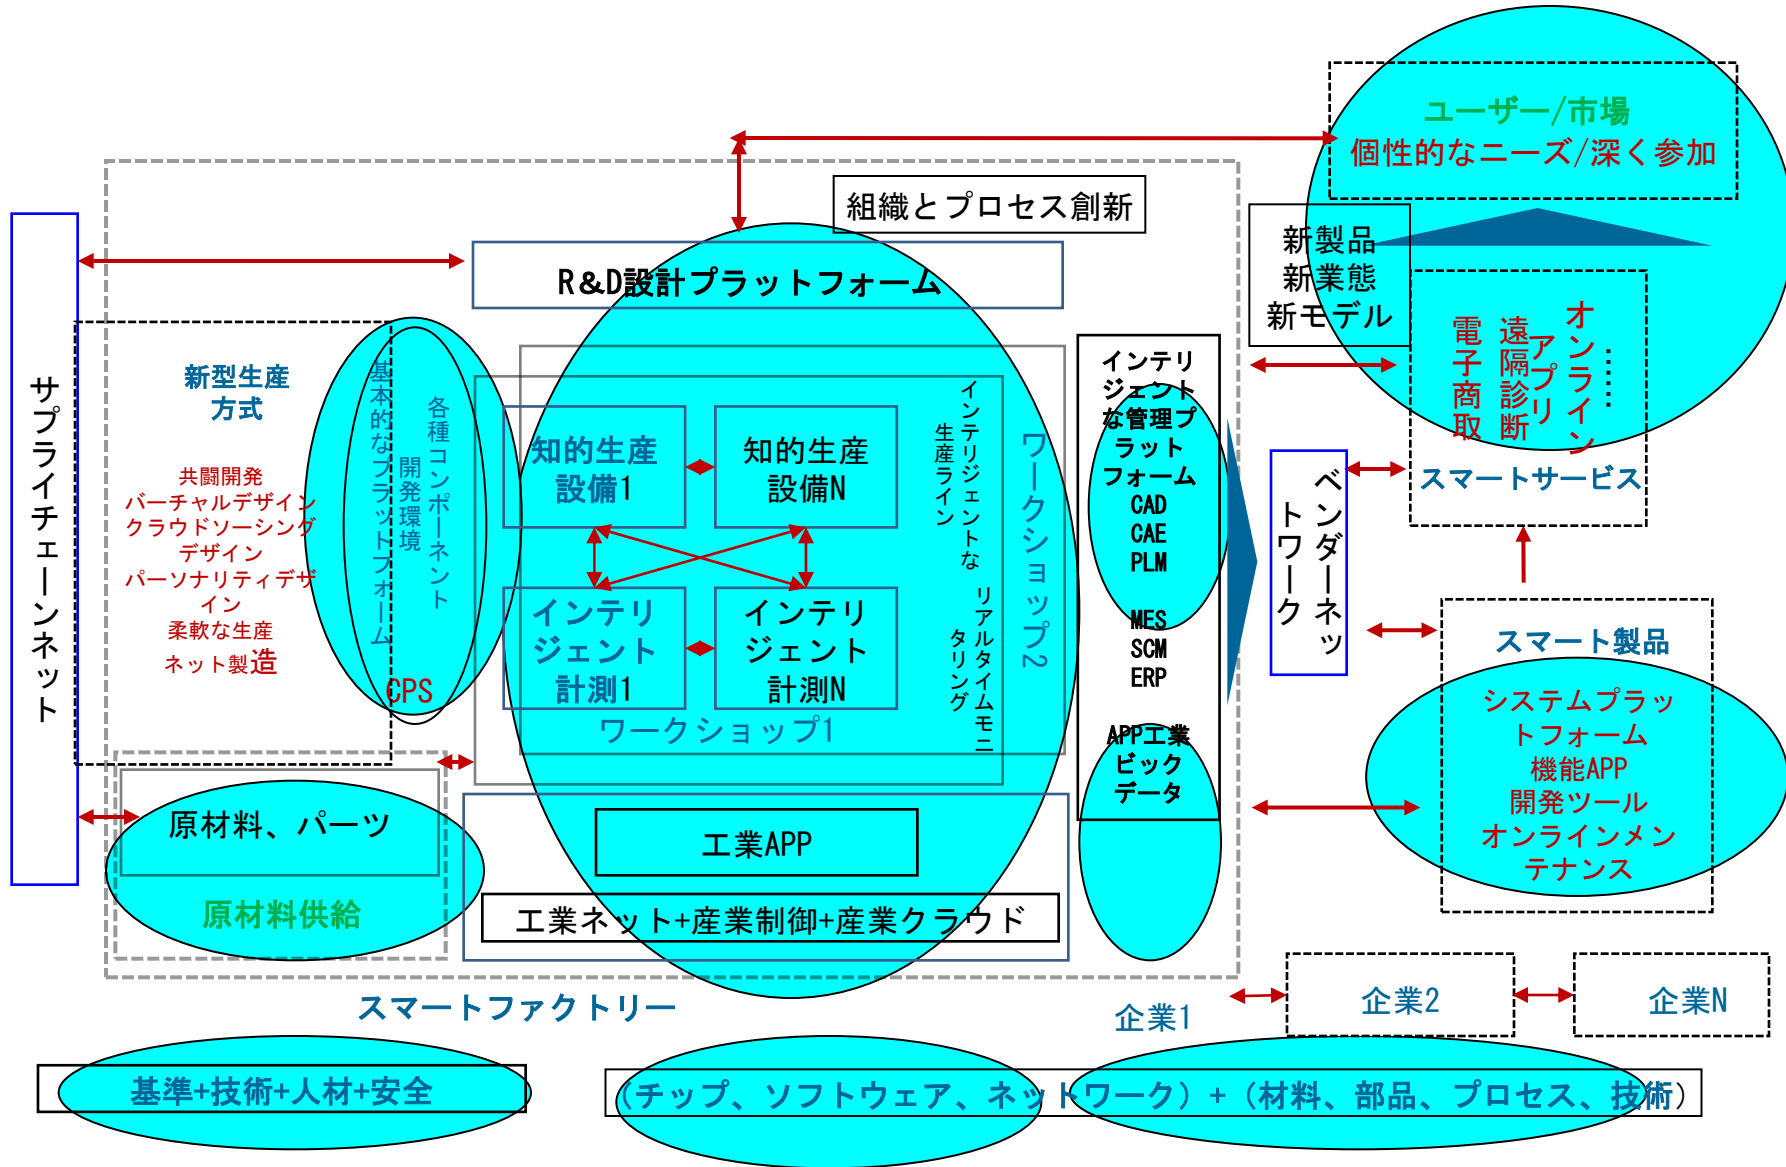 ユーザー/市場
個性的なニーズ/深く参加
組織とプロセス創新
新製品
新業態
新モデル
R&D設計プラットフォーム
サプライチェーンネット
新型生産
方式
共闘開発
バーチャルデザイン
クラウドソーシング
デザイン
パーソナリティデザ
イン
柔軟な生産
ネット製造
基本的なプラットフォーム
各種コンポーネント
開発環境
CPS
知的生産
設備1
知的生産
設備N
インテリ
ジェント
計測1
インテリ
ジェント
計測N
ワークショップ1
インテリジェントな
生産ライン
リアルタイムモニ
タリング
ワークショップ2
インテリ
ジェント
な管理プ
ラット
フォーム
CAD
CAE
PLM
MES
SCM
ERP
APP工業
ビック
データ
ベンダーネッ
トワーク
電子商取
遠隔診断
オンライン
アプリ
……
スマートサービス
スマート製品
システムプラッ
トフォーム
機能APP
開発ツール
オンラインメン
テナンス
原材料、パーツ
原材料供給
工業APP
工業ネット+産業制御+産業クラウド
スマートファクトリー
企業1
企業2
企業N
基準+技術+人材+安全
(チップ、ソフトウェア、ネットワーク)+(材料、部品、プロセス、技術)